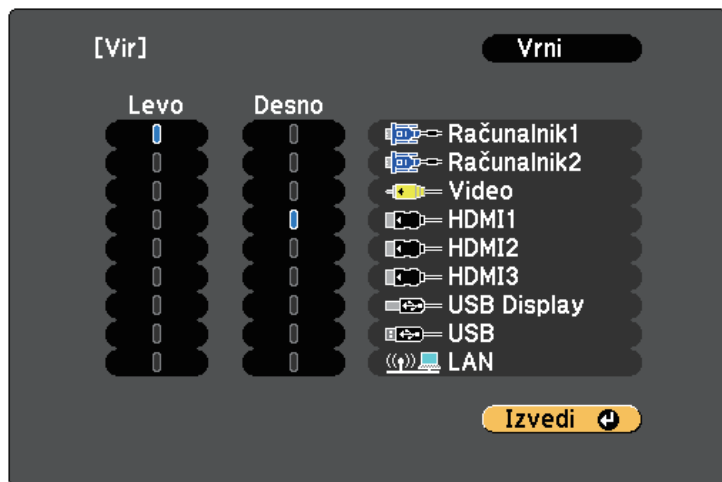 [Vir] Vrni
Levo Desno
Računalnik1
Računalnik2
Video
HDMI1
HDMI2
HDMI3
USB Display
USB
LAN
Izvedi